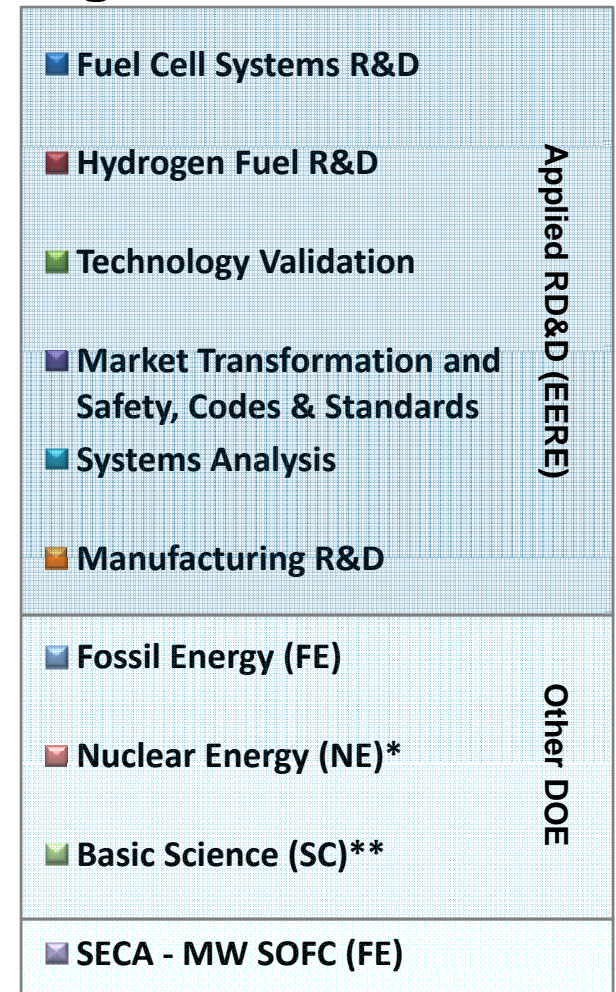 Fuel Cell Systems R&D
Hydrogen Fuel R&D
Technology Validation
Market Transformation and
Safety, Codes & Standards
Systems Analysis
Manufacturing R&D
Applied RD&D (EERE)
Fossil Energy (FE)
Nuclear Energy (NE)*
Basic Science (SC)**
Other DOE
SECA - MW SOFC (FE)